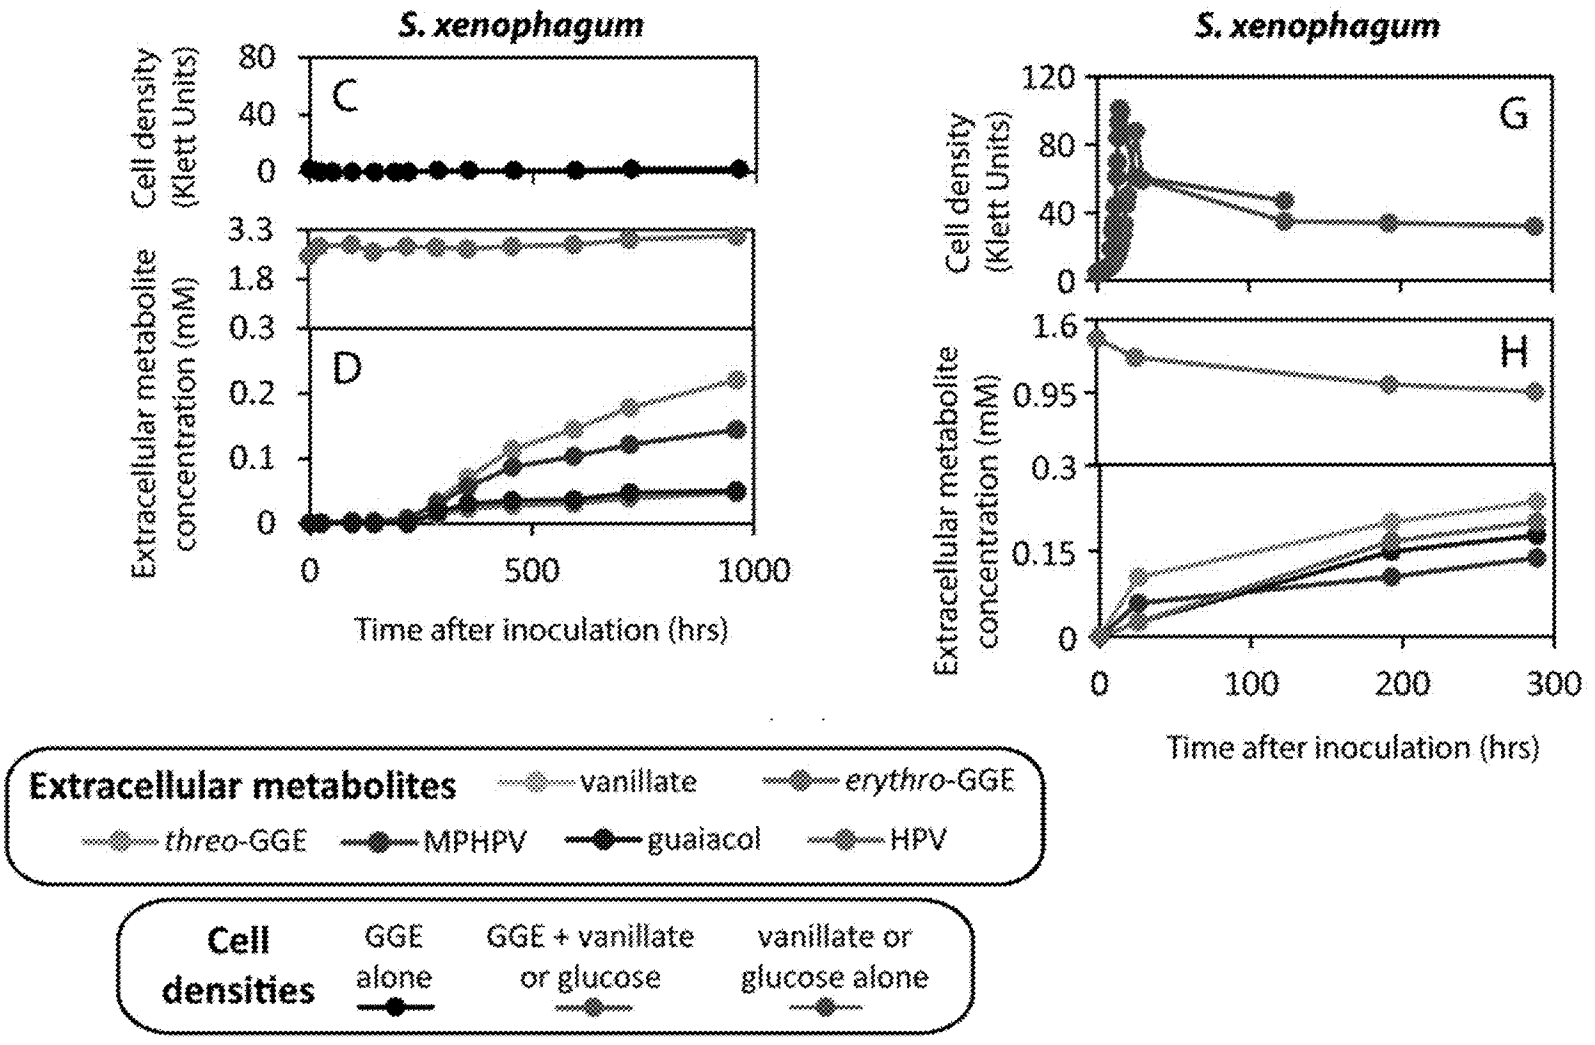 S. xenophagum
Cell density
(Klett Units)
80
40
0
C
Extracellular metabolite
concentration (mM)
3.3
1.8
0.3
0.2
0.1
0
D
0 500 1000
Time after inoculation (hrs)
S. xenophagum
Cell density
(Klett Units)
120
80
40
0
G
Extracellular metabolite
concentration (mM)
1.6
0.95
0.3
0.15
0
H
0 100 200 300
Time after inoculation (hrs)
Extracellular metabolites vanillate erythro-GGE
threo-GGE MPHPV guaiacol HPV
Cell
densities
GGE
alone
GGE + vanillate
or glucose
vanillate or
glucose alone